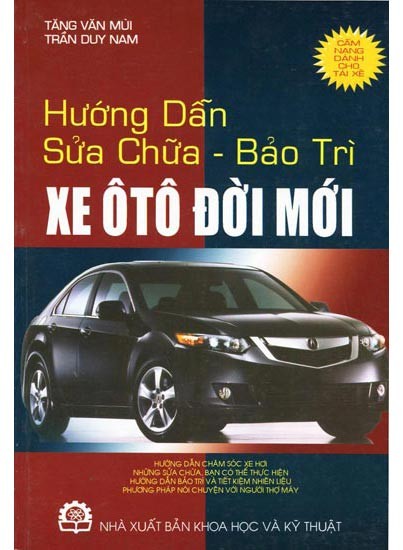 TĂNG VĂN MÙI
TRẦN DUY NAM
CẨM
NANG
DÀNH
CHO
TÀI XẾ
Hướng Dẫn
Sửa Chữa - Bảo Trì
XE ÔTÔ ĐỜI MỚI
HƯỚNG DẪN CHĂM SÓC XE HƠI
NHỮNG SỬA CHỮA, BẠN CÓ THỂ THỰC HIỆN
HƯỚNG DẪN BẢO TRÌ VÀ TIẾT KIỆM NHIÊN LIỆU
PHƯƠNG PHÁP NÓI CHUYỆN VỚI NGƯỜI THỢ MÁY
NHÀ XUẤT BẢN KHOA HỌC VÀ KỸ THUẬT